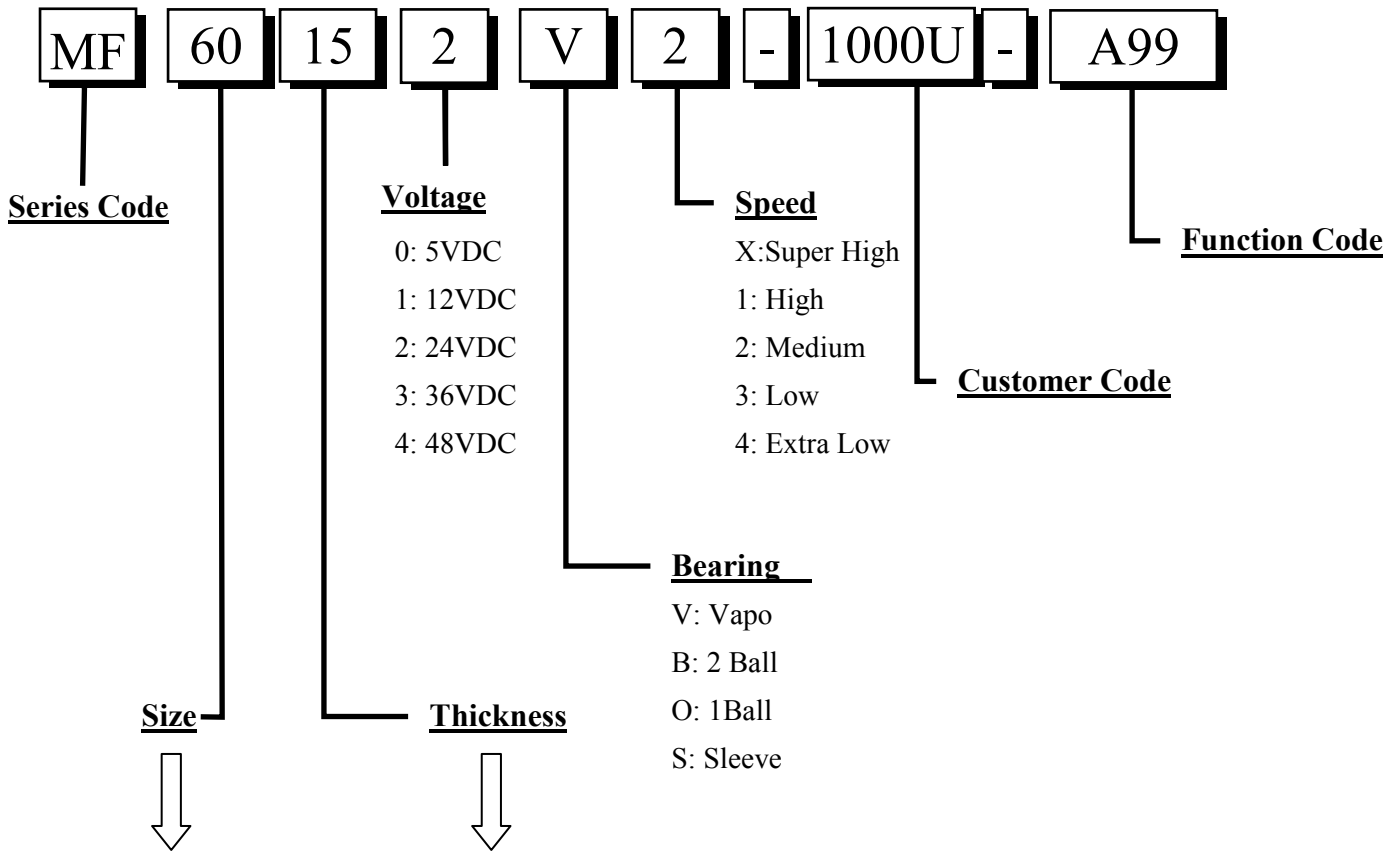 MF 60 15 2 V 2 - 1000U - A99
Series Code
Voltage
0: 5VDC
1: 12VDC
2: 24VDC
3: 36VDC
4: 48VDC
Speed
X:Super High
1: High
2: Medium
3: Low
4: Extra Low
Function Code
Customer Code
Bearing
V: Vapo
B: 2 Ball
O: 1Ball
S: Sleeve
Size
Thickness